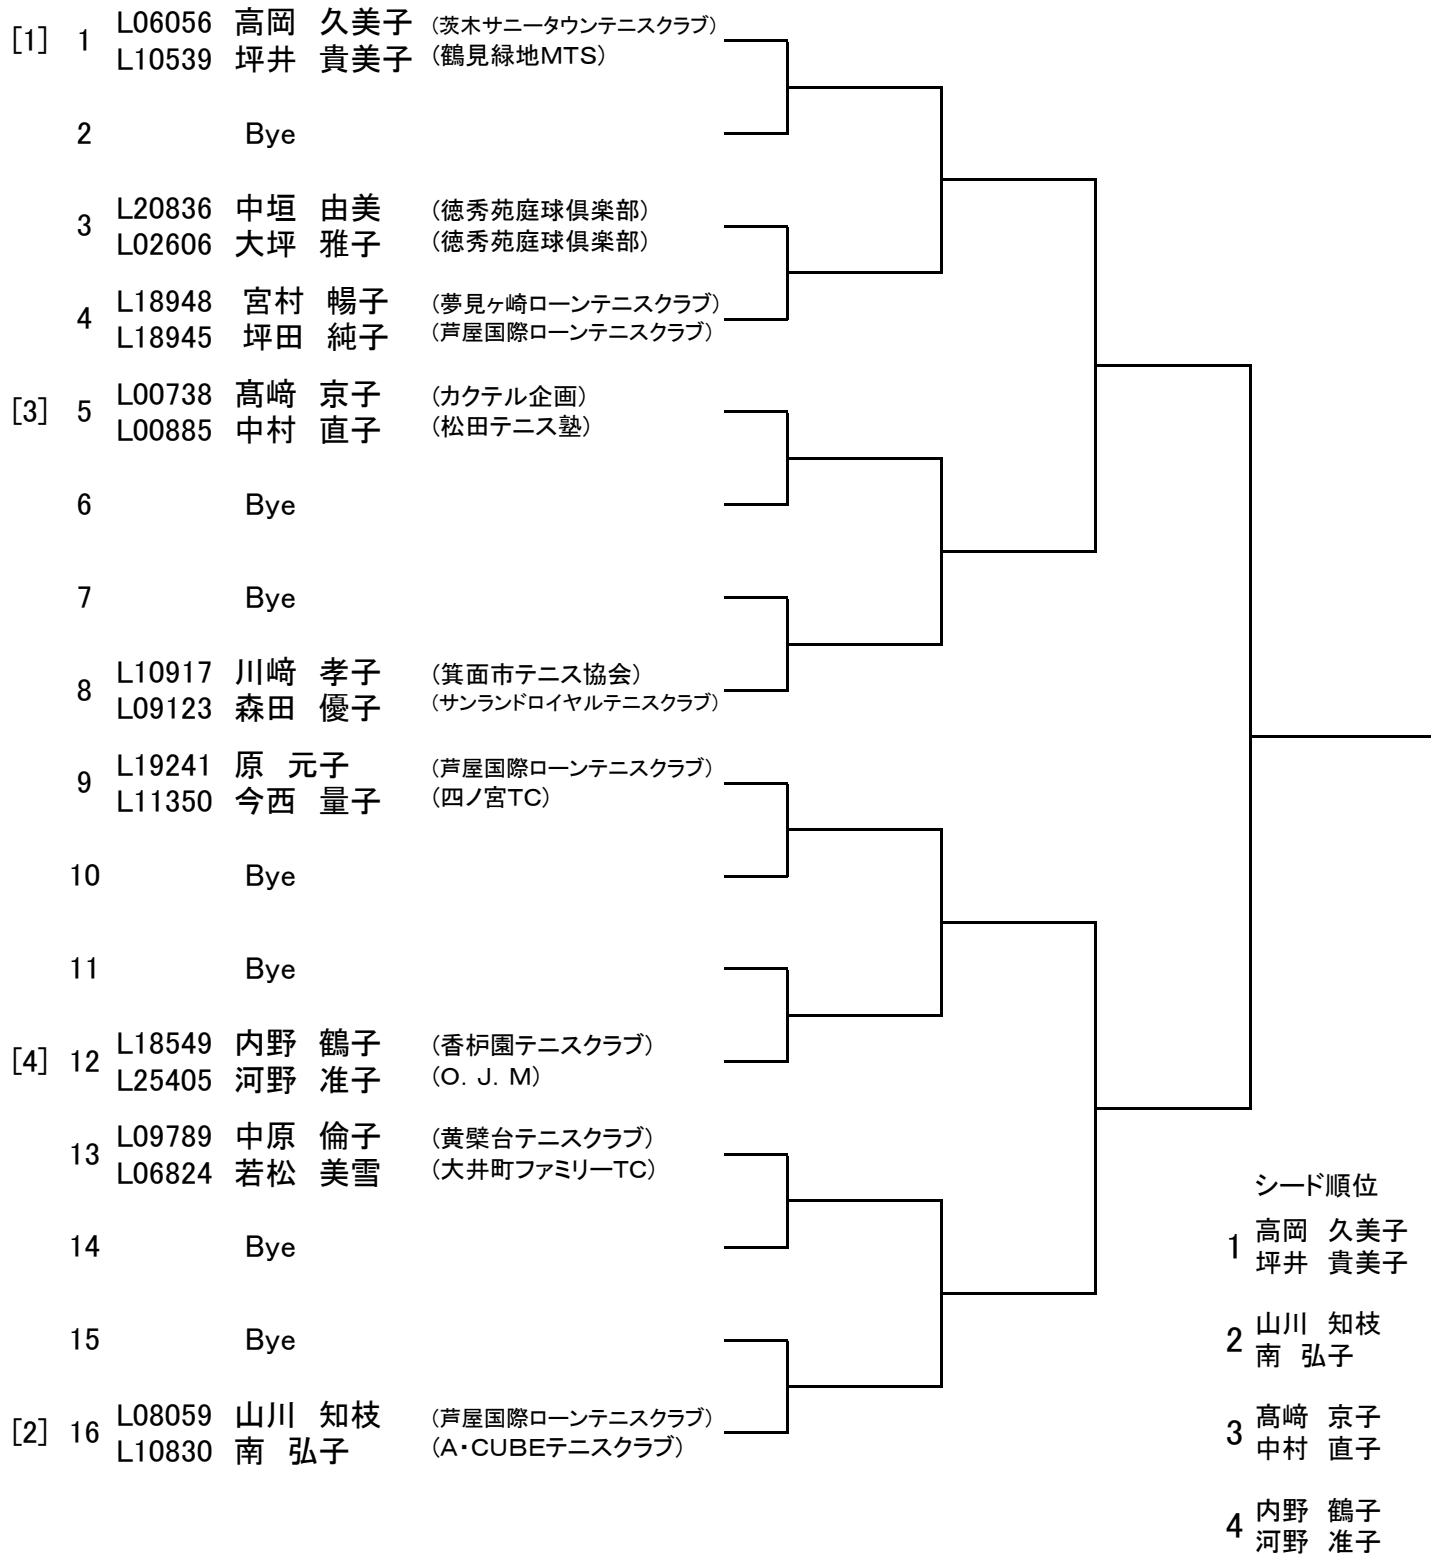 L06056 高岡 久美子 (茨木サニータウンテニスクラブ)
[1] 1
L10539 坪井 貴美子 (鶴見緑地MTS)
2 Bye
L20836 中垣 由美 (徳秀苑庭球倶楽部)
3
L02606 大坪 雅子 (徳秀苑庭球倶楽部)
L18948 宮村 暢子 (夢見ヶ崎ローンテニスクラブ)
4
L18945 坪田 純子 (芦屋国際ローンテニスクラブ)
L00738 髙﨑 京子 (カクテル企画)
[3] 5
L00885 中村 直子 (松田テニス塾)
6 Bye
7 Bye
L10917 川﨑 孝子 (箕面市テニス協会)
8
L09123 森田 優子 (サンランドロイヤルテニスクラブ)
L19241 原 元子 (芦屋国際ローンテニスクラブ)
9
L11350 今西 量子 (四ノ宮TC)
10 Bye
11 Bye
L18549 内野 鶴子 (香枦園テニスクラブ)
[4] 12
L25405 河野 准子 (O．J．M)
L09789 中原 倫子 (黄檗台テニスクラブ)
13
L06824 若松 美雪 (大井町ファミリーTC)
14 Bye
15 Bye
L08059 山川 知枝 (芦屋国際ローンテニスクラブ)
[2] 16
L10830 南 弘子 (A・CUBEテニスクラブ)
シード順位
高岡 久美子
1
坪井 貴美子
山川 知枝
2
南 弘子
髙﨑 京子
3
中村 直子
内野 鶴子
4
河野 准子